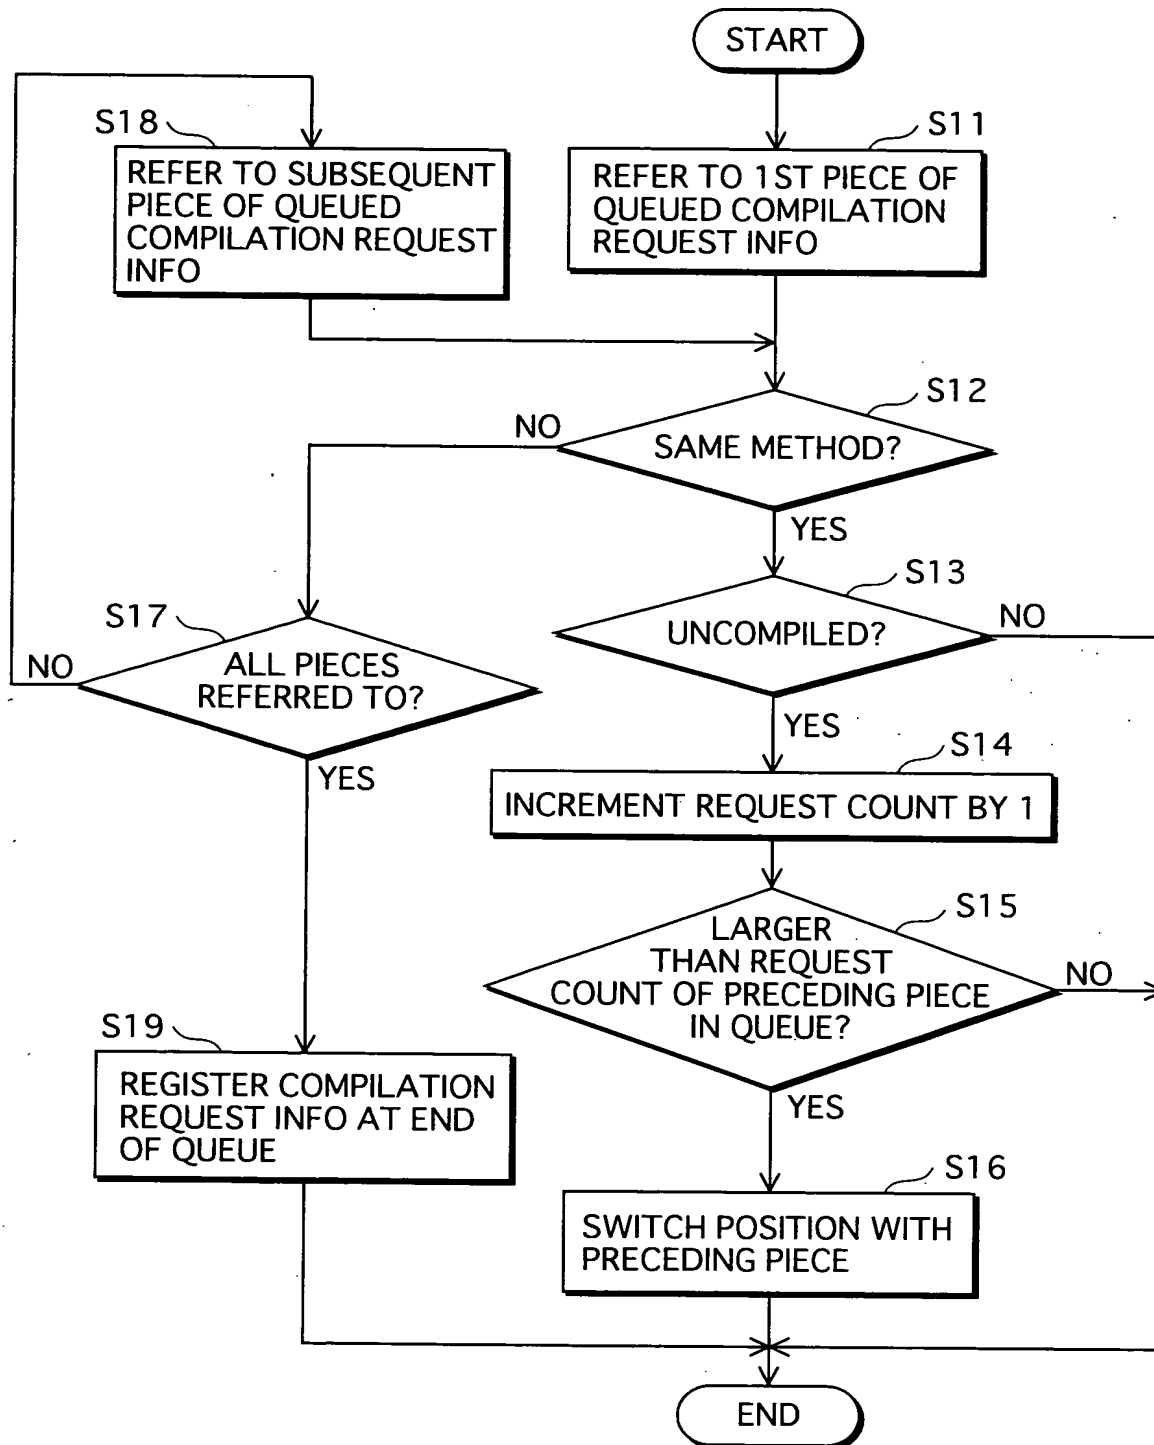 START
S18
S11
REFER TO SUBSEQUENT
PIECE OF QUEUED
COMPILATION REQUEST
INFO
REFER TO 1ST PIECE OF
QUEUED COMPILATION
REQUEST INFO
S12
NO
SAME METHOD?
YES
S13
S17
NO
UNCOMPILED?
NO
ALL PIECES
REFERRED TO?
YES
YES
S14
INCREMENT REQUEST COUNT BY 1
S15
LARGER
THAN REQUEST
COUNT OF PRECEDING PIECE
IN QUEUE?
NO
S19
REGISTER COMPILATION
REQUEST INFO AT END
OF QUEUE
YES
S16
SWITCH POSITION WITH
PRECEDING PIECE
END